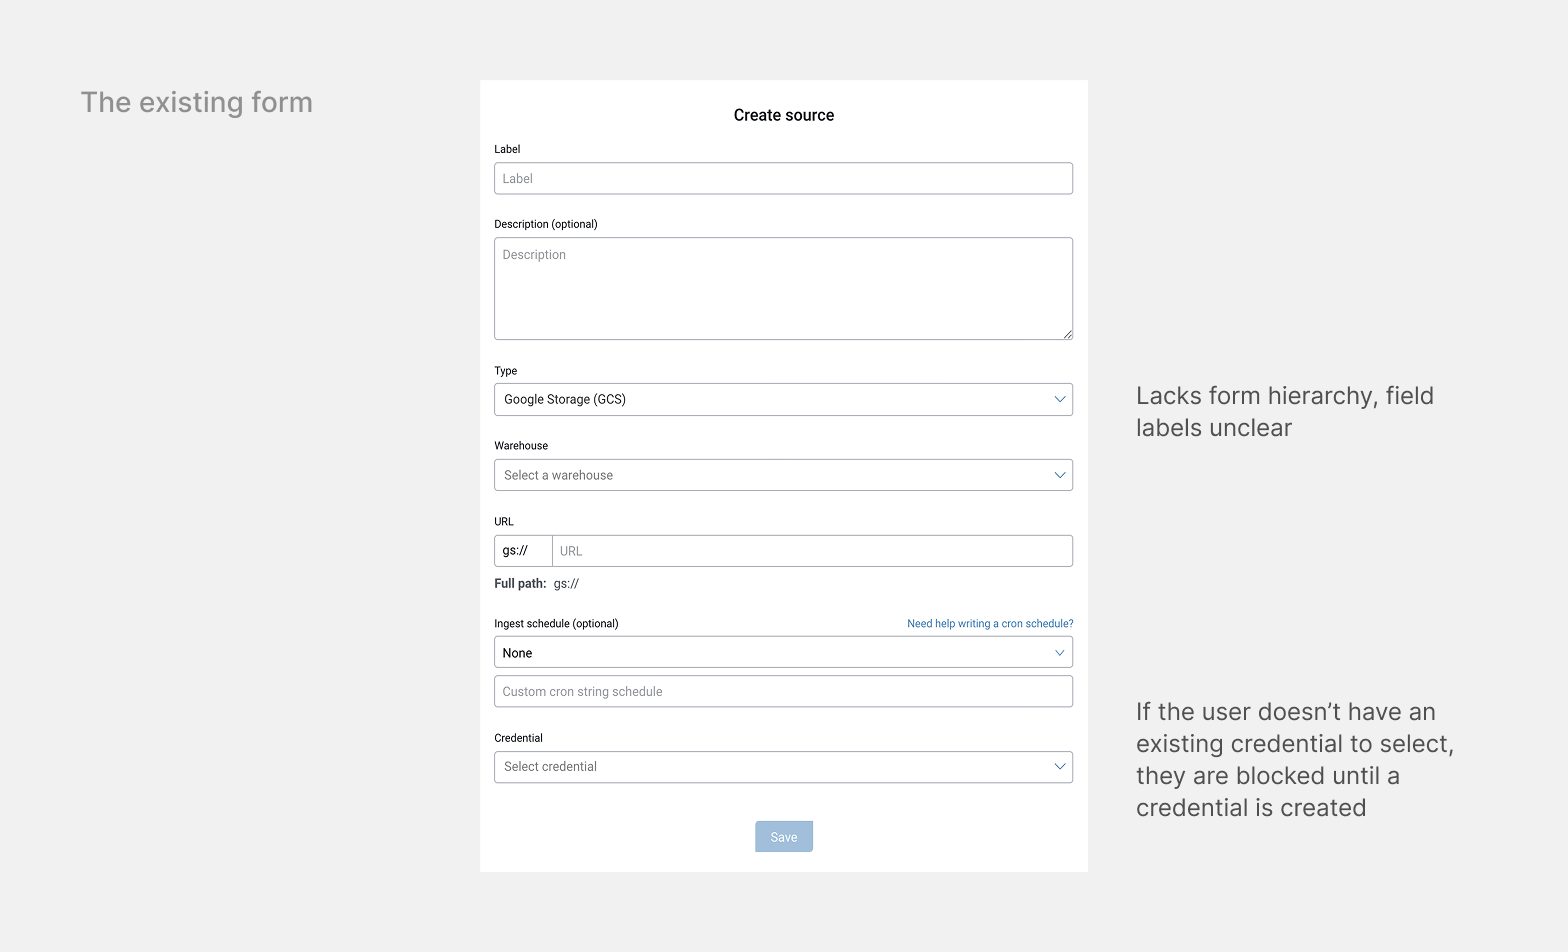 The existing form
Create source
Label
Label
Description (optional)
Description
Type
Google Storage (GCS)
Warehouse
Select a warehouse
URL
gs:// URL
Full path: gs://
Ingest schedule (optional) Need help writing a cron schedule?
None
Custom cron string schedule
Credential
Select credential
Save
Lacks form hierarchy, field
labels unclear
If the user doesn’t have an
existing credential to select,
they are blocked until a
credential is created